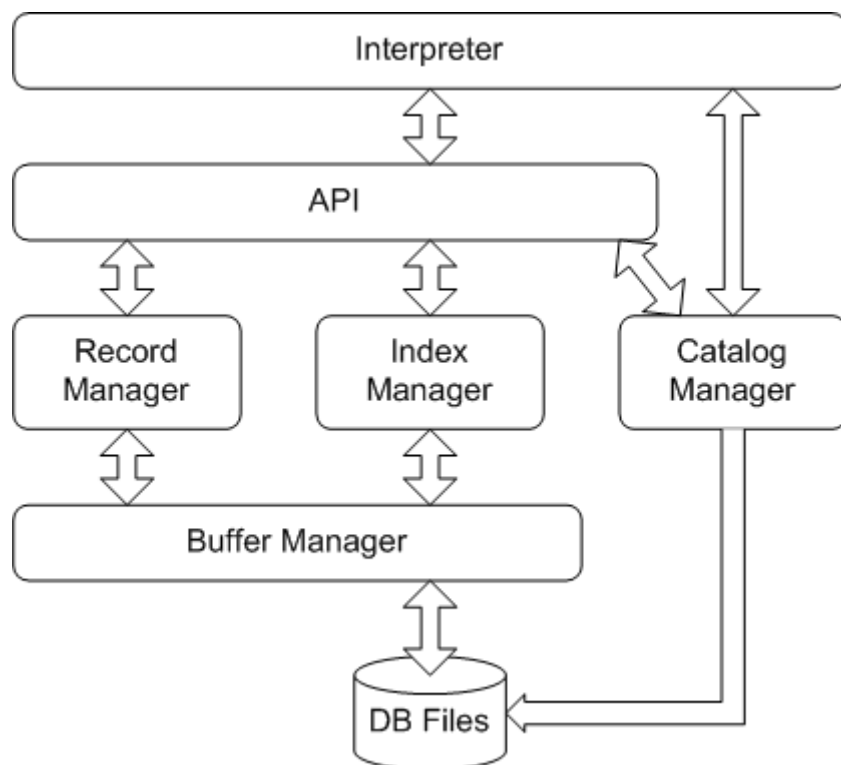 Interpreter
API
Record
Manager
Index
Manager
Catalog
Manager
Buffer Manager
DB Files